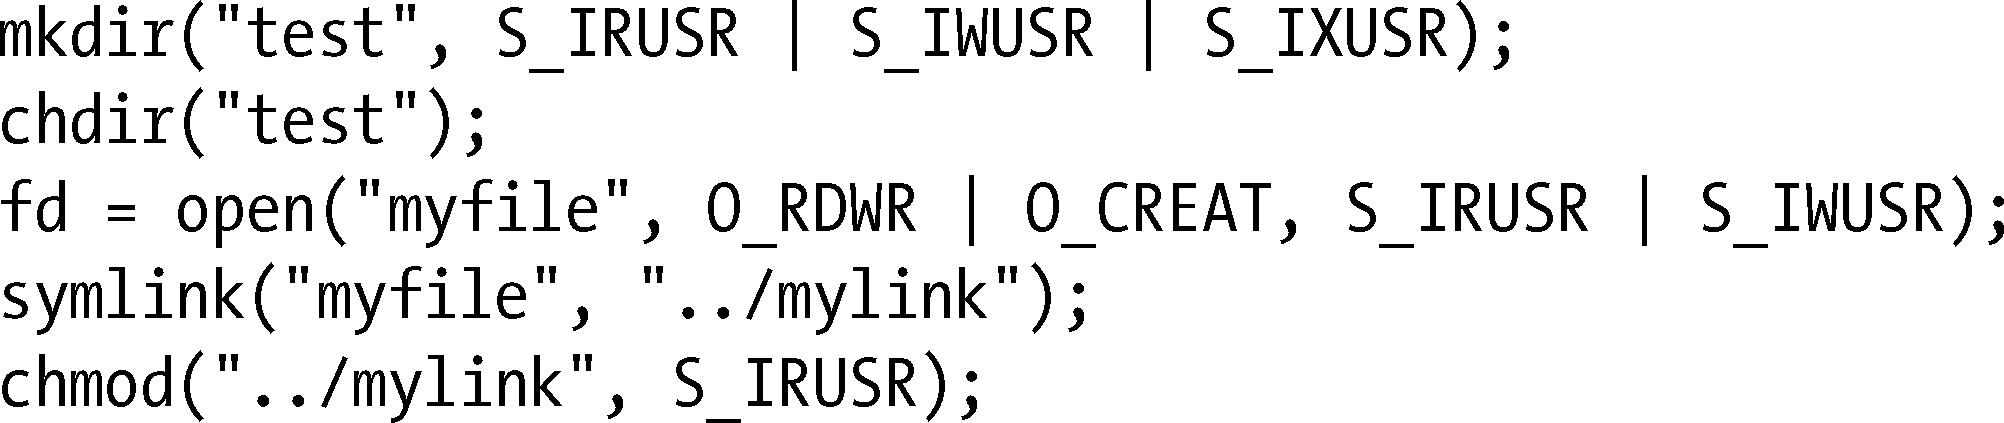 mkdir("test", S_IRUSR | S_IWUSR | S_IXUSR);
chdir("test");
fd = open("myfile", O_RDWR | O_CREAT, S_IRUSR | S_IWUSR);
symlink("myfile", "../mylink");
chmod("../mylink", S_IRUSR);